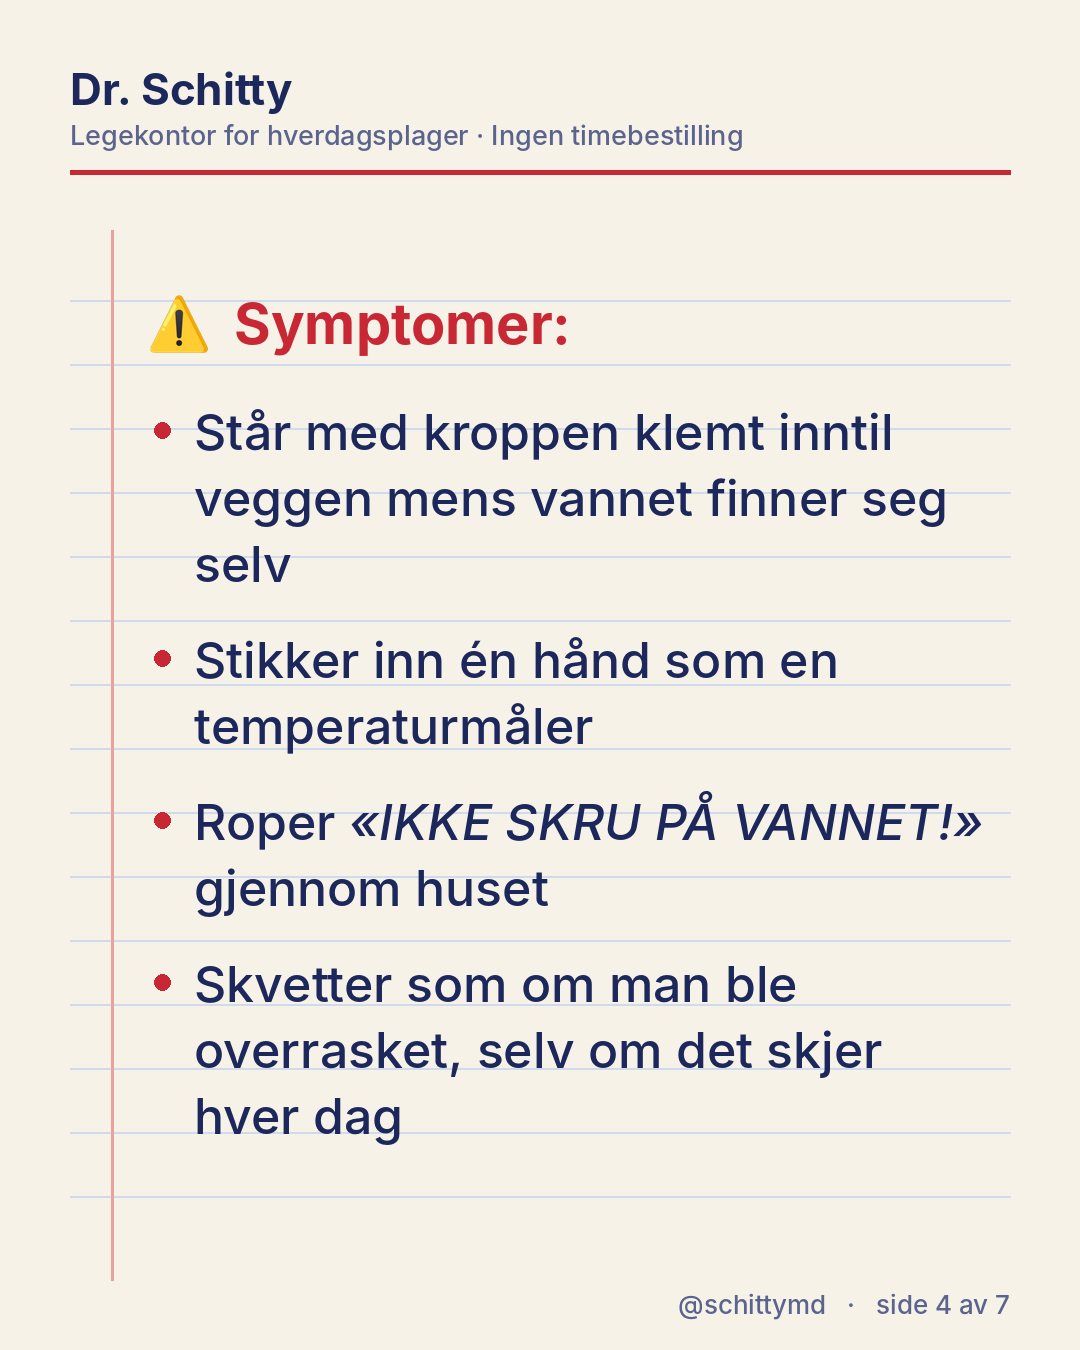 Dr. Schitty
Legekontor for hverdagsplager · Ingen timebestilling
⚠️ Symptomer:
• Står med kroppen klemt inntil
veggen mens vannet finner seg
selv
• Stikker inn én hånd som en
temperaturmåler
• Roper «IKKE SKRU PÅ VANNET!»
gjennom huset
• Skvetter som om man ble
overrasket, selv om det skjer
hver dag
@schittymd · side 4 av 7